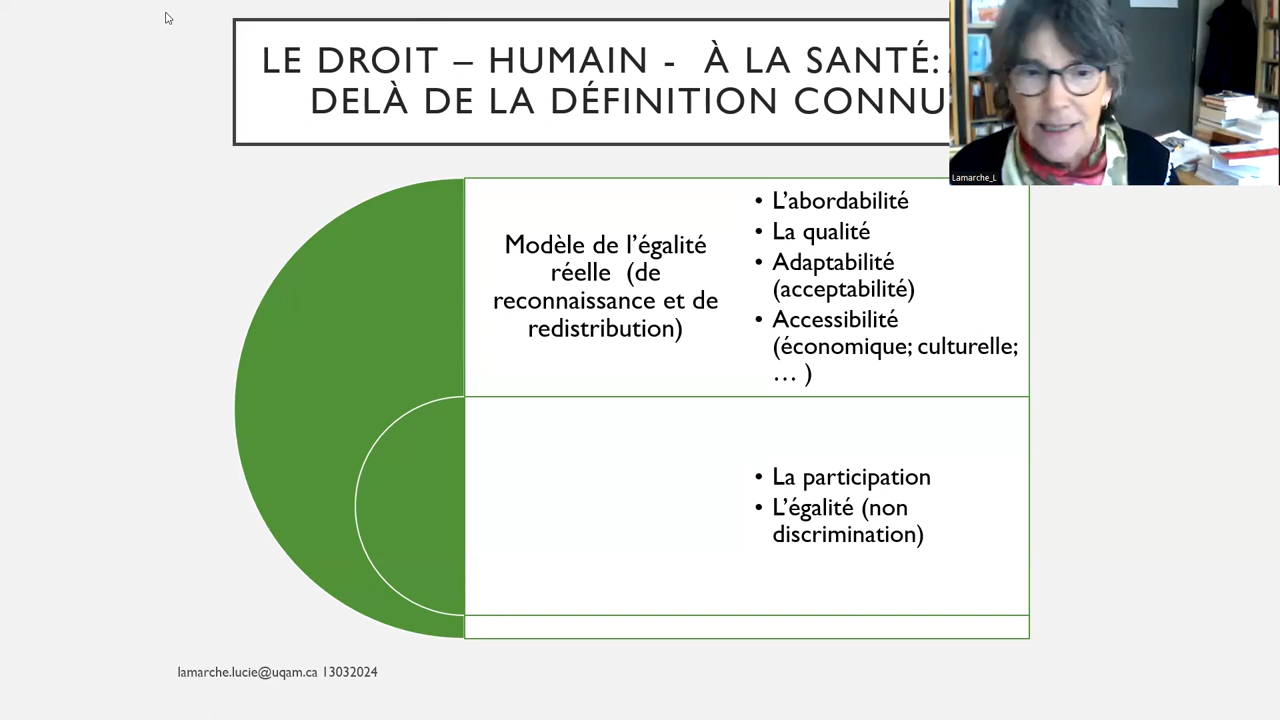 LE DROIT – HUMAIN - À LA SANTÉ:
DELÀ DE LA DÉFINITION CONNU
Lamarche_L
Modèle de l'égalité
réelle (de
reconnaissance et de
redistribution)
• L'abordabilité
• La qualité
• Adaptabilité
(acceptabilité)
• Accessibilité
(économique; culturelle;
… )
• La participation
• L'égalité (non
discrimination)
lamarche.lucie@uqam.ca 13032024